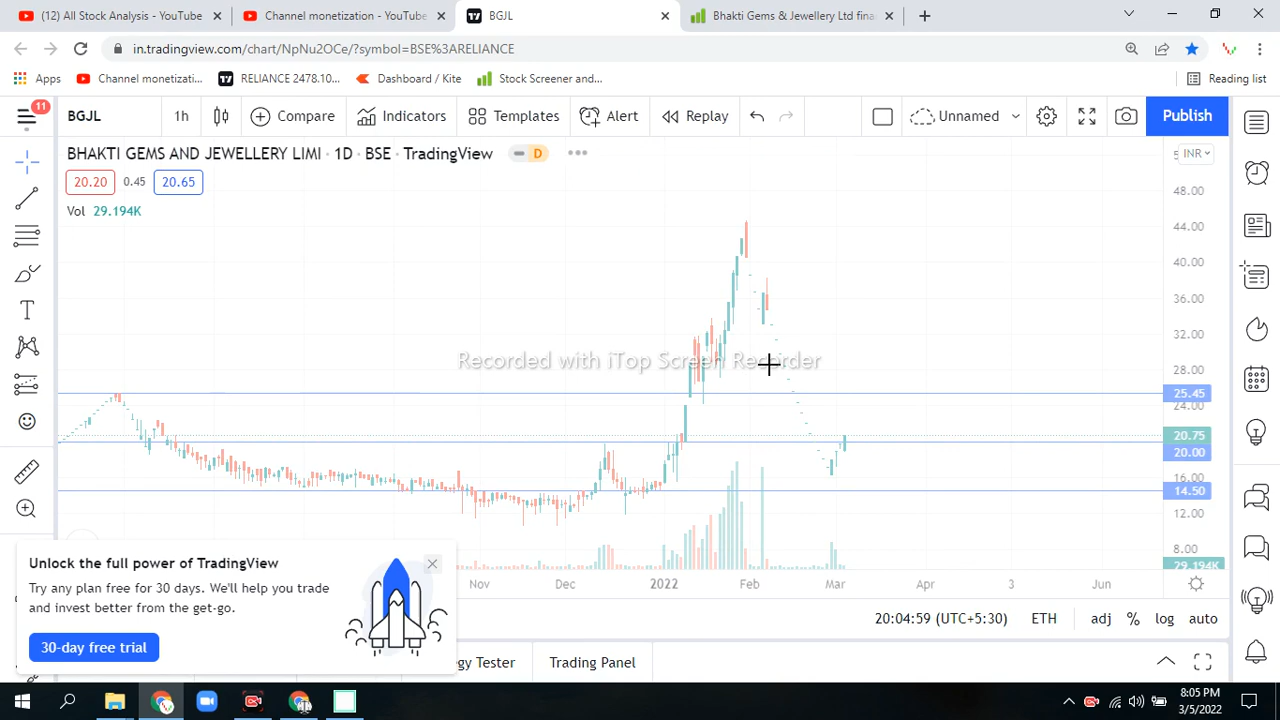 (12) All Stock Analysis - YouTube
Channel monetization - YouTube
BGJL
Bhakti Gems & Jewellery Ltd fina
in.tradingview.com/chart/NpNu2OCe/?symbol=BSE%3ARELIANCE
Apps
Channel monetizati...
RELIANCE 2478.10...
Dashboard / Kite
Stock Screener and...
Reading list
11
BGJL
1h
Compare
Indicators
Templates
Alert
Replay
Unnamed
Publish
BHAKTI GEMS AND JEWELLERY LIMI · 1D · BSE · TradingView
D
INR
20.20
0.45
20.65
Vol 29.194K
48.00
44.00
40.00
36.00
32.00
28.00
25.45
24.00
20.75
20.00
16.00
14.50
12.00
8.00
29.194K
Recorded with iTop Screen Recorder
Unlock the full power of TradingView
Try any plan free for 30 days. We'll help you trade
and invest better from the get-go.
30-day free trial
Nov
Dec
2022
Feb
Mar
Apr
3
Jun
20:04:59 (UTC+5:30)
ETH
adj
%
log
auto
gy Tester
Trading Panel
8:05 PM
3/5/2022